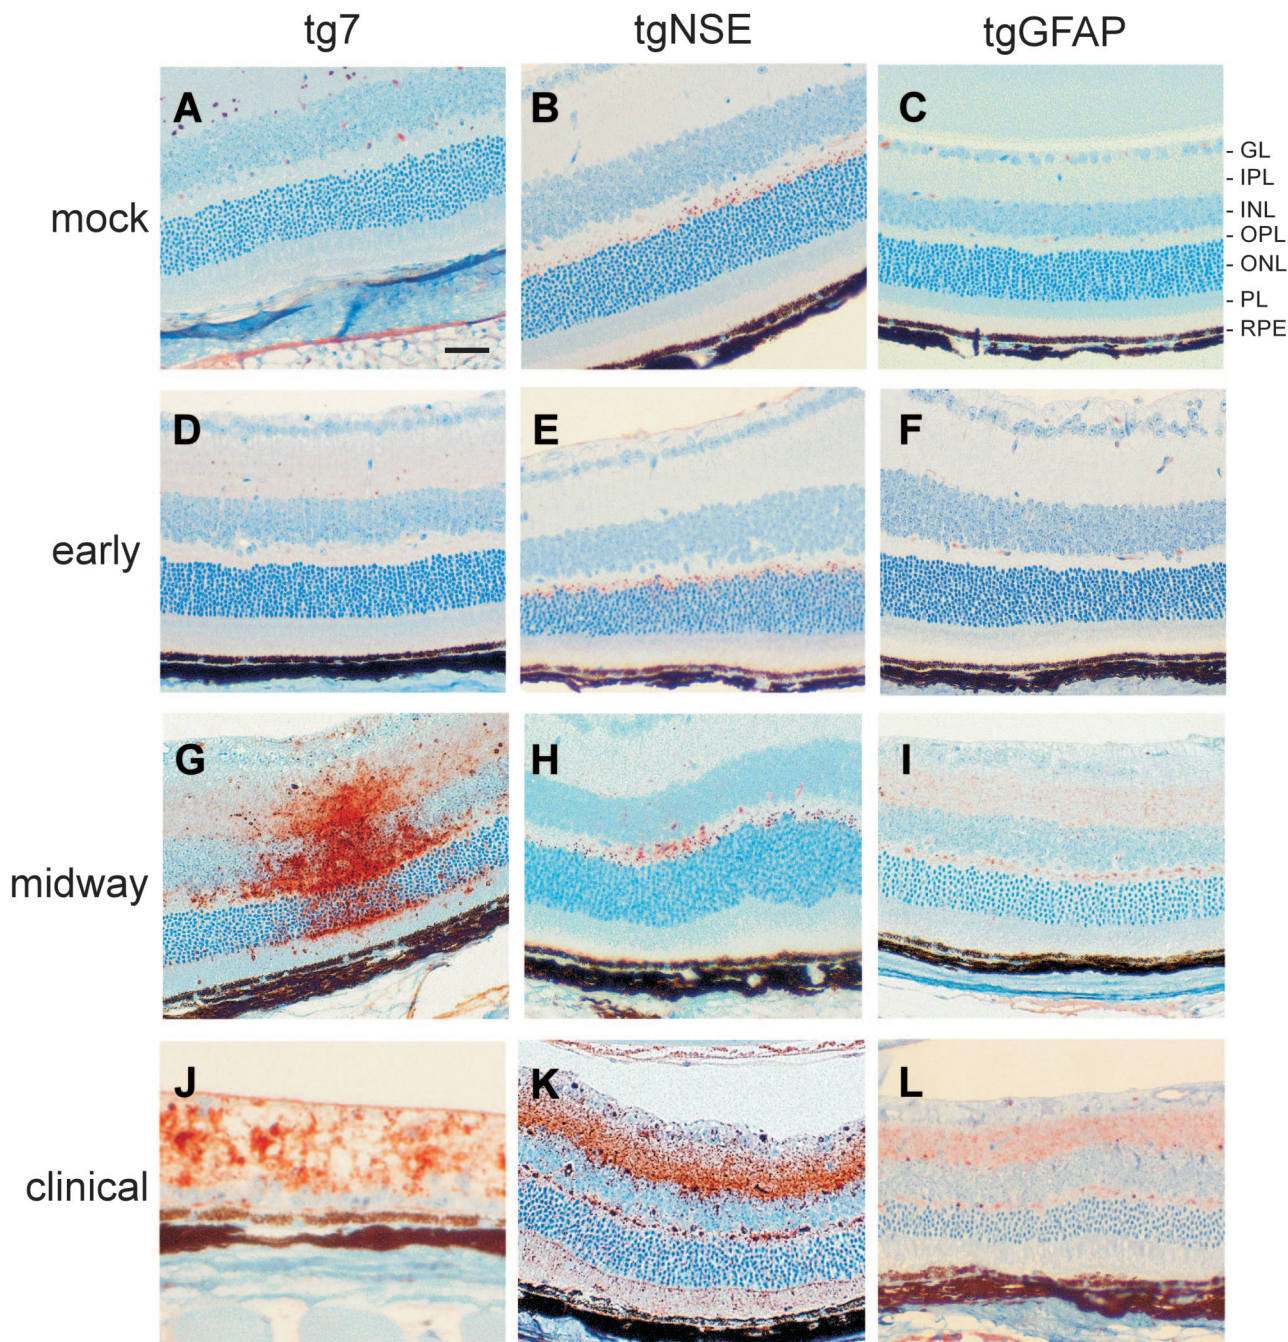 tg7 tgNSE tgGFAP
mock
A B C
GL
IPL
INL
OPL
ONL
PL
RPE
early
D E F
midway
G H I
clinical
J K L